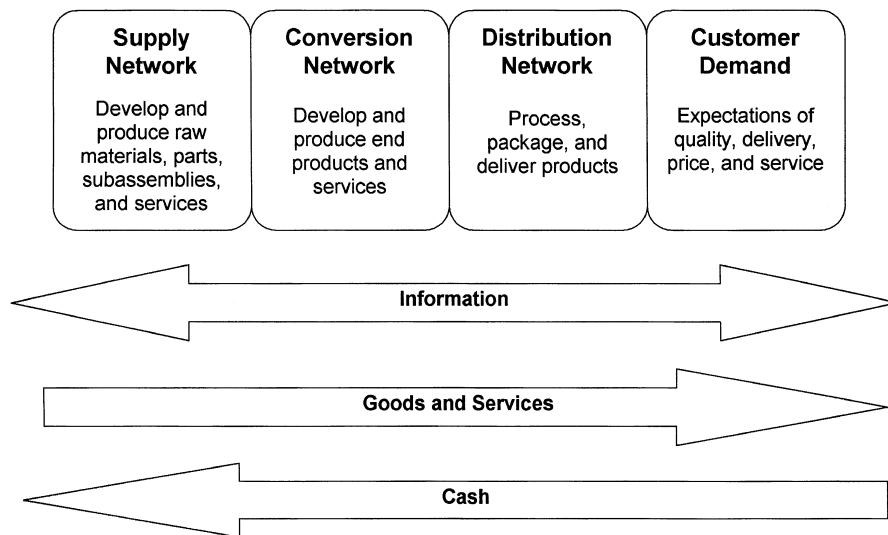 Supply
Network
Develop and
produce raw
materials, parts,
subassemblies,
and services
Conversion
Network
Develop and
produce end
products and
services
Distribution
Network
Process,
package, and
deliver products
Customer
Demand
Expectations of
quality, delivery,
price, and service
Information
Goods and Services
Cash